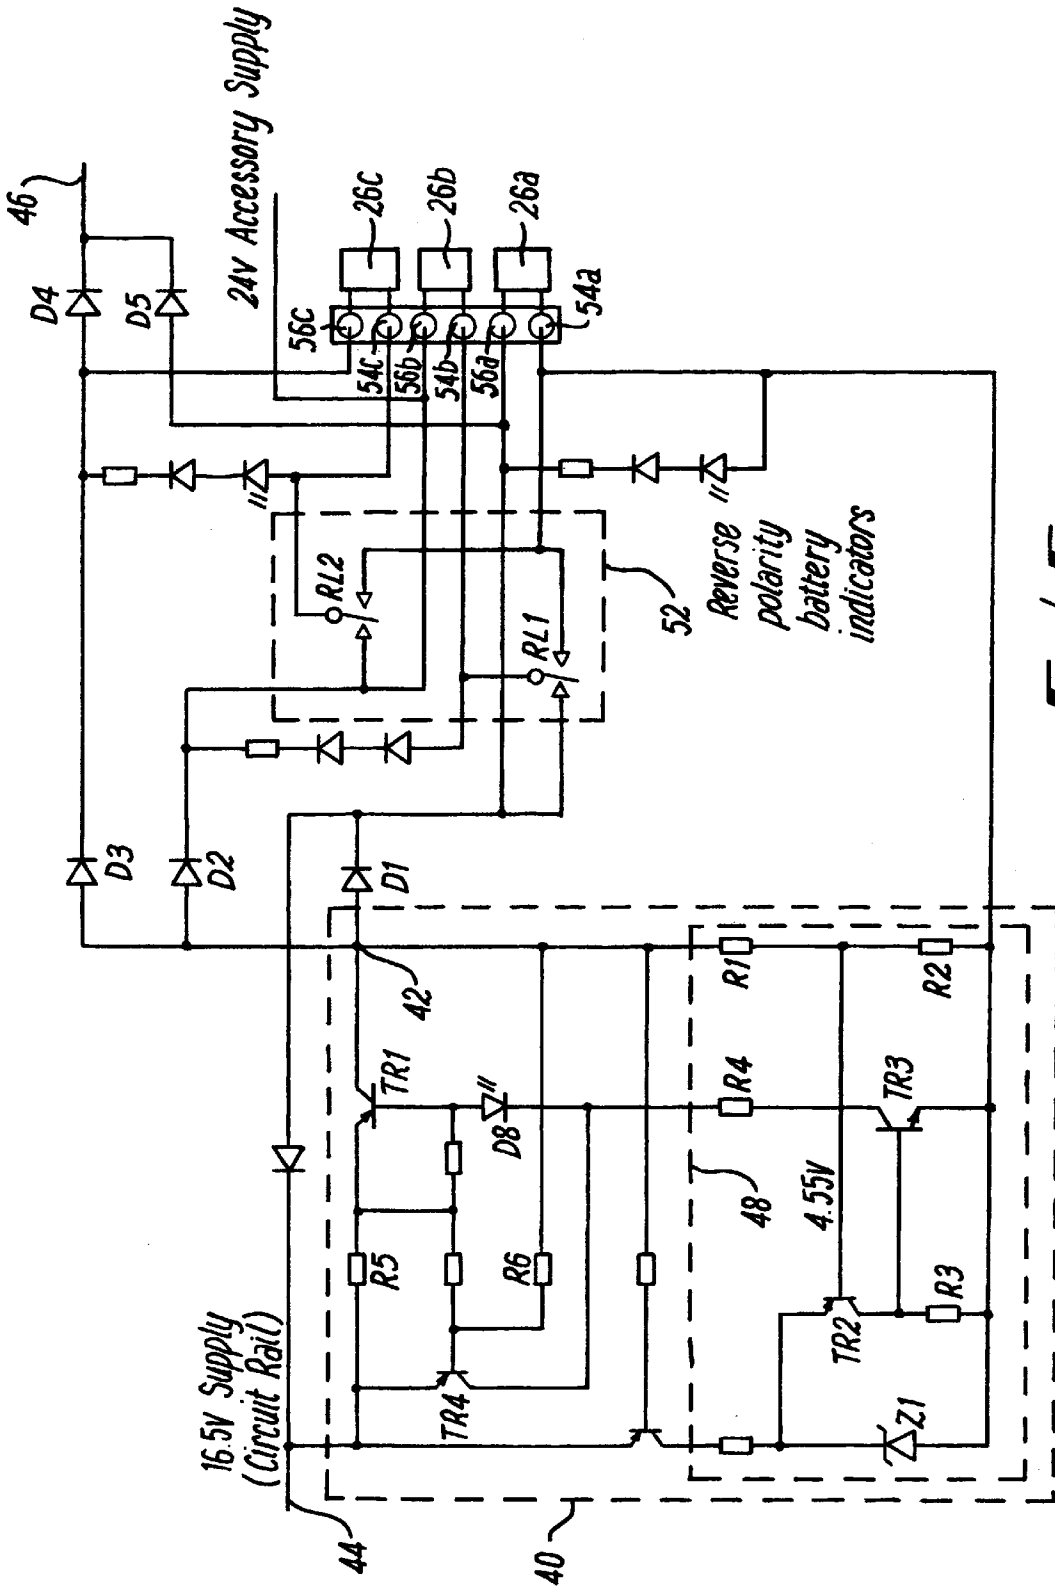 16.5V Supply
(Circuit Rail)
24V Accessory Supply
44
40
TR4
R5
TR1
D8
R6
42
48
4.55V
TR2
Z1
R3
TR3
R4
R1
R2
D1
D2
D3
D4
D5
46
RL2
RL1
52
Reverse
polarity
battery
indicators
56c
54c
56b
54b
56a
54a
26c
26b
26a